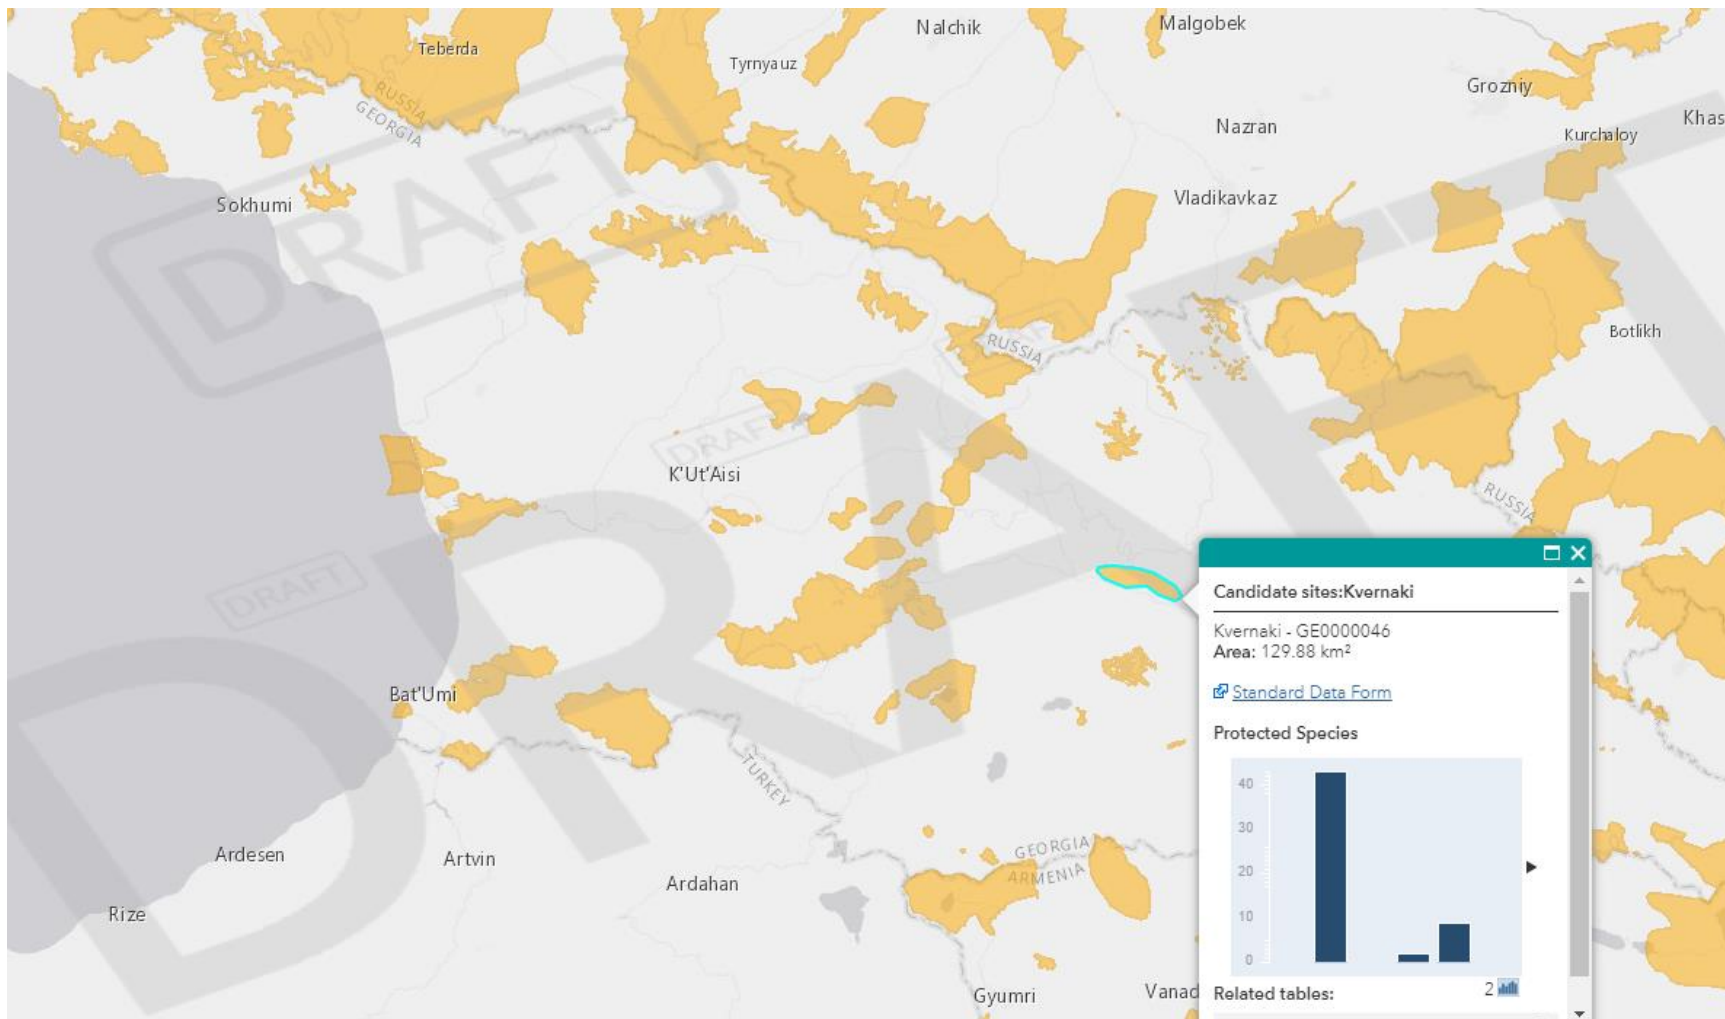 Nalchik
Malgobek
Teberda
Tyrnyauz
Grozniy
RUSSIA
GEORGIA
Nazran
Kurchaloy
Khas
DRAFT
Sokhumi
Vladikavkaz
RUSSIA
Botlikh
DRAFT
K'Ut'Aisi
RUSSIA
DRAFT
DRAFT
Candidate sites:Kvernaki
Kvernaki - GE0000046
Area: 129.88 km²
Standard Data Form
Protected Species
40
30
20
10
0
2
Related tables:
Bat'Umi
TURKEY
Ardesen
Artvin
Ardahan
GEORGIA
ARMENIA
Rize
Gyumri
Vanad